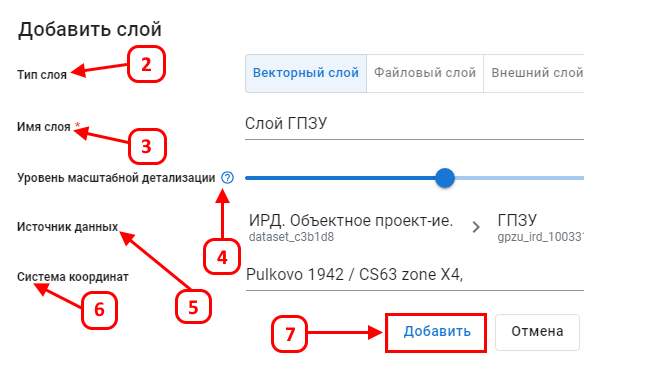 Добавить слой
2
Тип слоя
Векторный слой Файловый слой Внешний слой
Имя слоя *
Слой ГПЗУ
3
Уровень масштабной детализации ?
ИРД. Объектное проект-ие. > ГПЗУ
Источник данных
dataset_c3b1d8 gpzu_ird_100331
4
Система координат
Pulkovo 1942 / CS63 zone X4,
5
6
7
Добавить Отмена